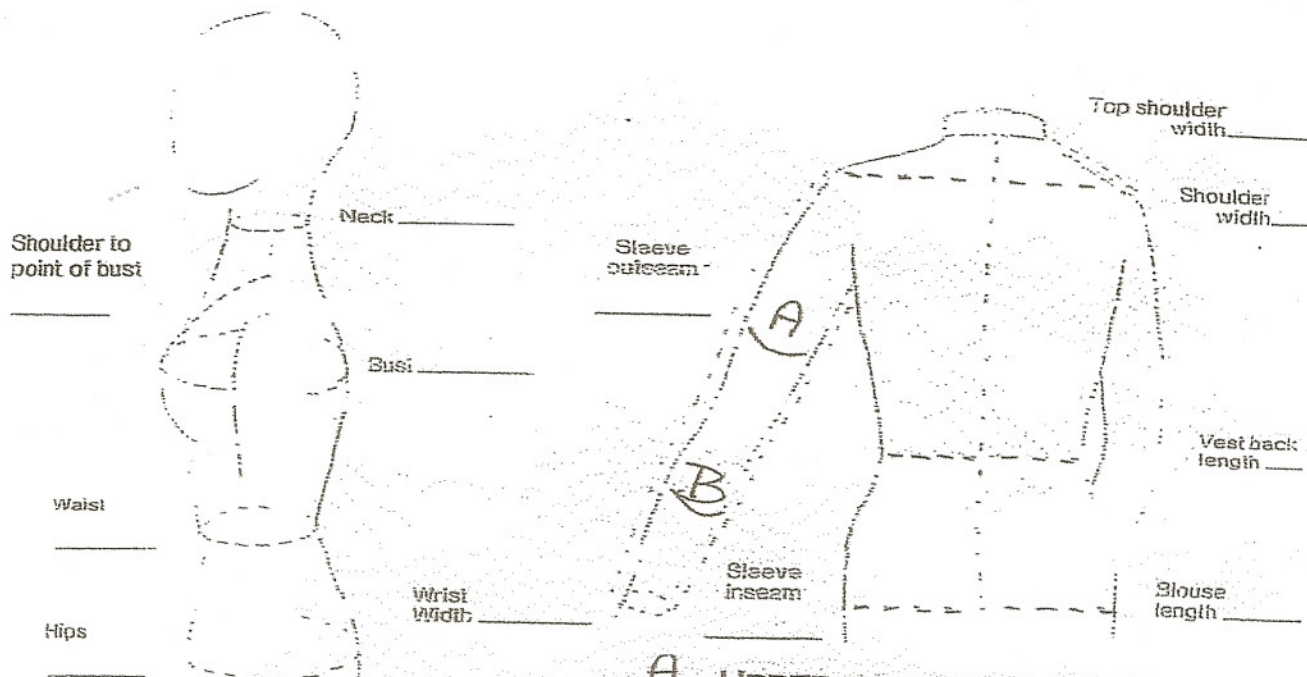 Top shoulder
width
Shoulder
width
Neck
Shoulder to
point of bust
Sleeve
outseam
A
Bust
Vest back
length
B
Waist
Sleeve
inseam
Wrist
Width
Blouse
length
Hips
A